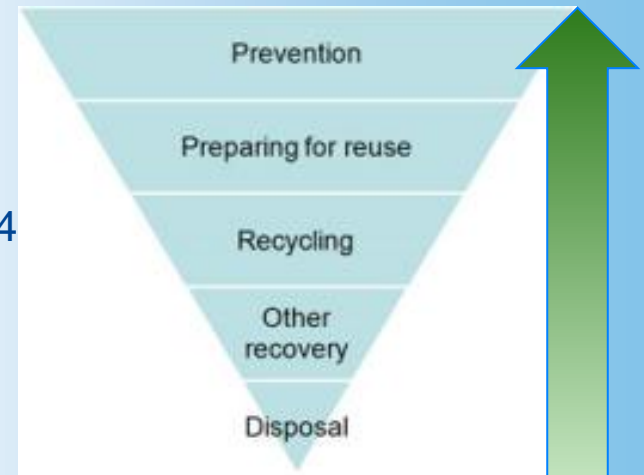 Prevention
Preparing for reuse
4
Recycling
Other
recovery
Disposal